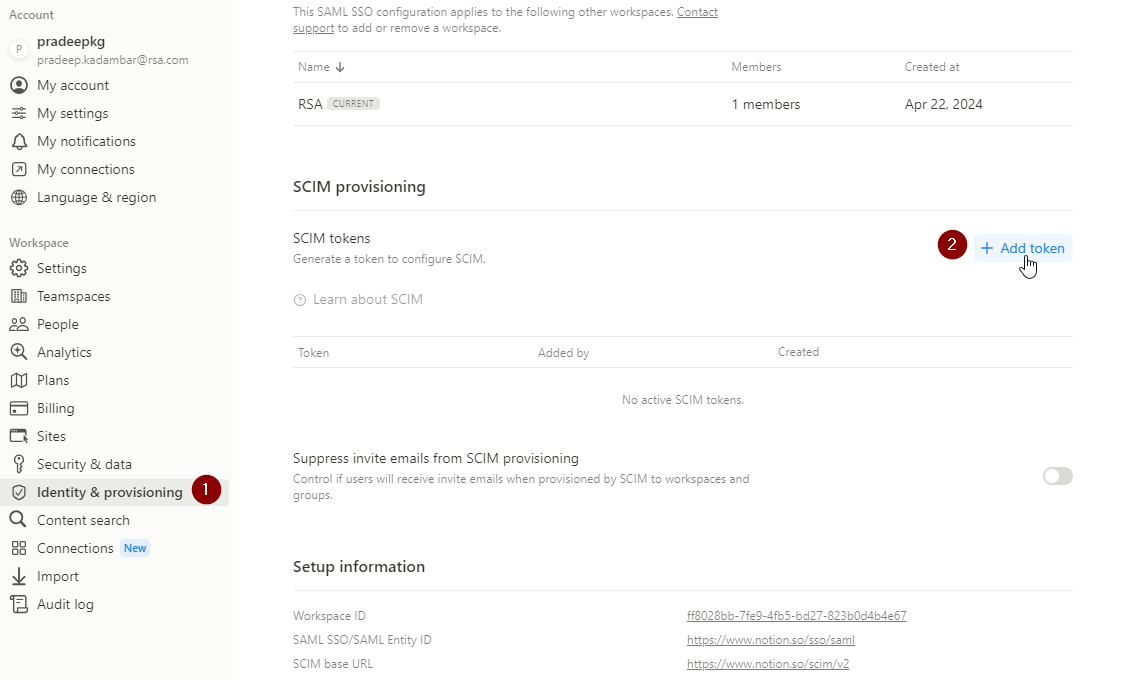 Account
P
pradeepkg
pradeep.kadambar@rsa.com
My account
My settings
My notifications
My connections
Language & region
Workspace
Settings
Teamspaces
People
Analytics
Plans
Billing
Sites
Security & data
Identity & provisioning 1
Content search
Connections New
Import
Audit log
This SAML SSO configuration applies to the following other workspaces. Contact
support to add or remove a workspace.
Name Members Created at
RSA CURRENT 1 members Apr 22, 2024
SCIM provisioning
SCIM tokens
Generate a token to configure SCIM.
2 + Add token
Learn about SCIM
Token Added by Created
No active SCIM tokens.
Suppress invite emails from SCIM provisioning
Control if users will receive invite emails when provisioned by SCIM to workspaces and
groups.
Setup information
Workspace ID ff8028bb-7fe9-4fb5-bd27-823b0d4b4e67
SAML SSO/SAML Entity ID https://www.notion.so/sso/saml
SCIM base URL https://www.notion.so/scim/v2